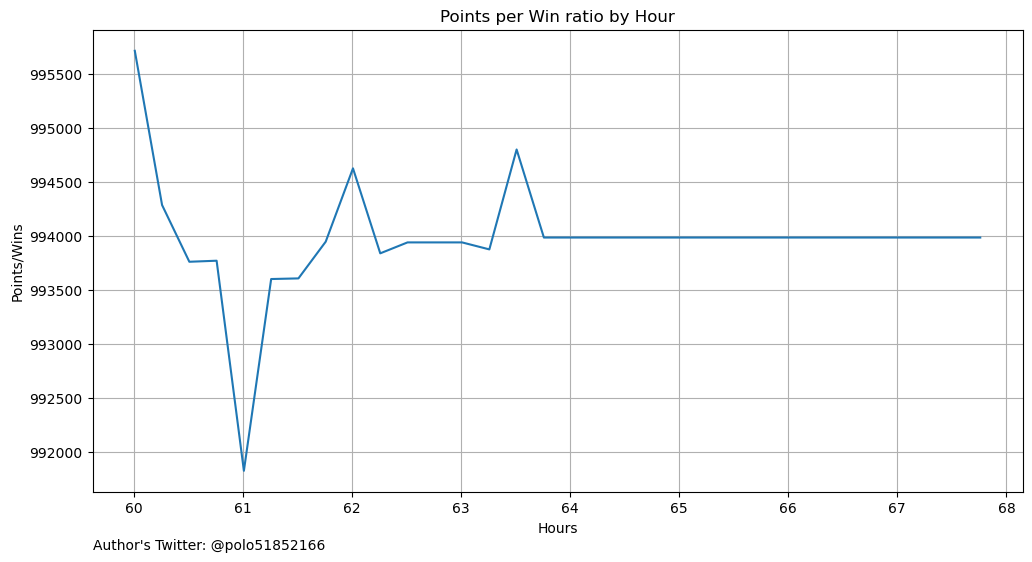 Points per Win ratio by Hour
995500
995000
994500
994000
993500
993000
992500
992000
Points/Wins
60 61 62 63 64 65 66 67 68
Hours
Author's Twitter: @polo51852166